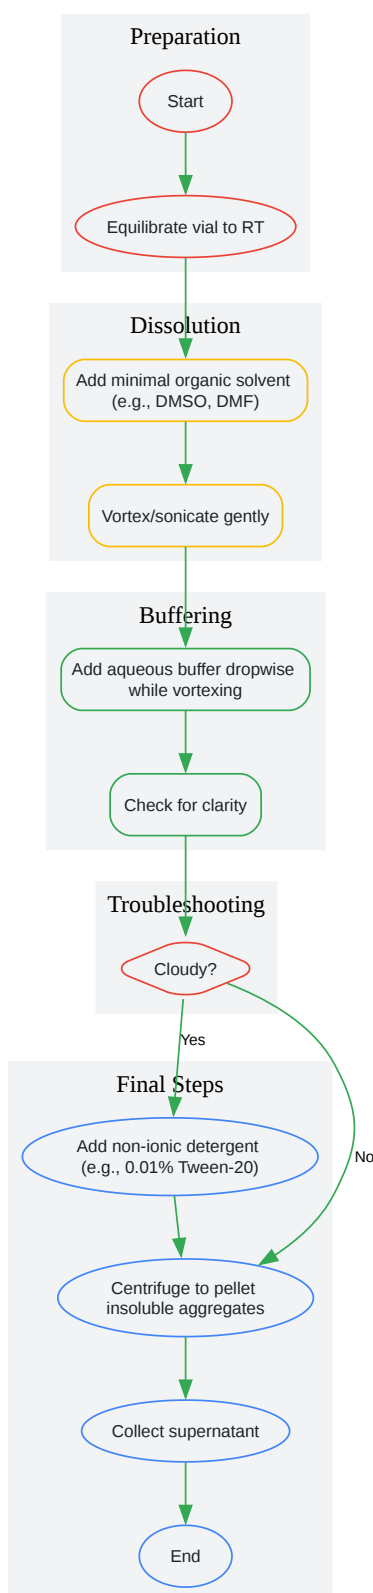 Preparation
Start
Equilibrate vial to RT
Dissolution
Add minimal organic solvent
(e.g., DMSO, DMF)
Vortex/sonicate gently
Buffering
Add aqueous buffer dropwise
while vortexing
Check for clarity
Troubleshooting
Cloudy?
Yes
Final Steps
Add non-ionic detergent
(e.g., 0.01% Tween-20)
No
Centrifuge to pellet
insoluble aggregates
Collect supernatant
End